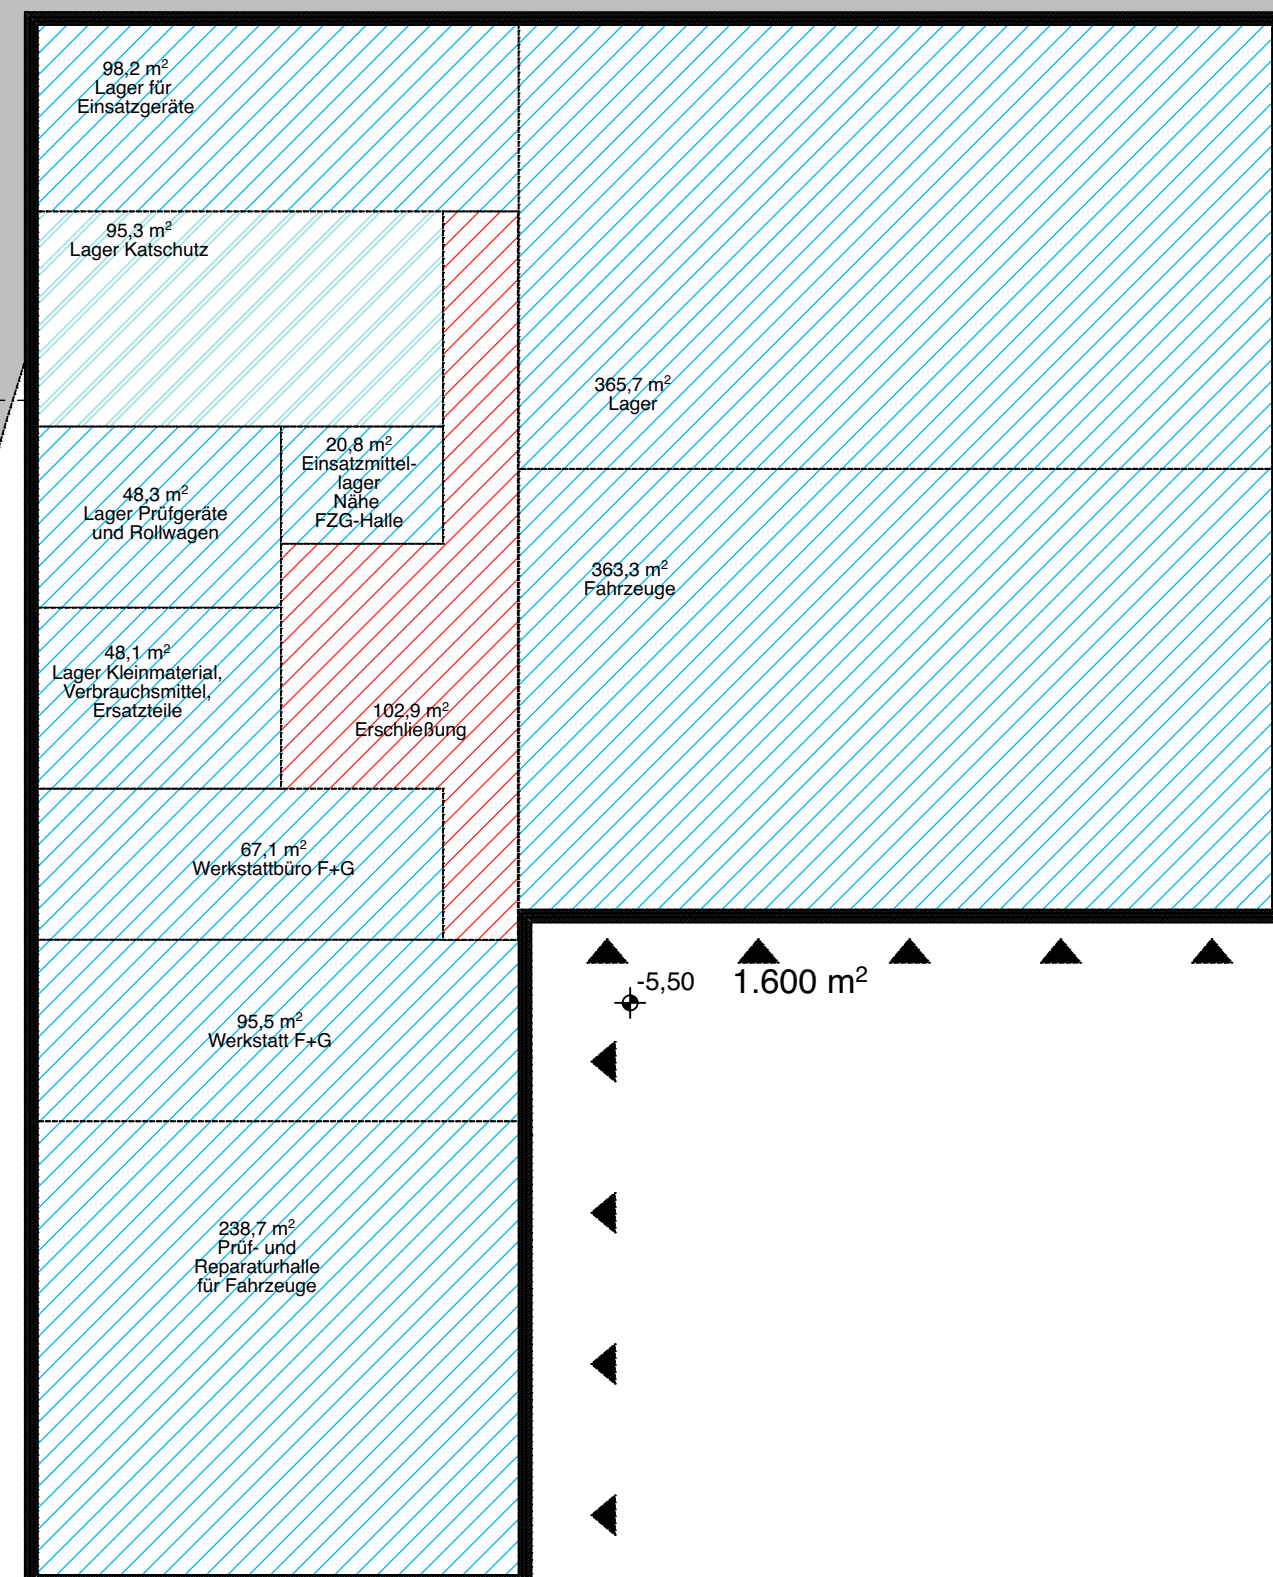 98,2 m²
Lager für
Einsatzgeräte
95,3 m²
Lager Katschutz
365,7 m²
Lager
20,8 m²
Einsatzmittel-
lager
Nähe
FZG-Halle
48,3 m²
Lager Prüfgeräte
und Rollwagen
363,3 m²
Fahrzeuge
48,1 m²
Lager Kleinmaterial,
Verbrauchsmittel,
Ersatzteile
102,9 m²
Erschließung
67,1 m²
Werkstattbüro F+G
-5,50
1.600 m²
95,5 m²
Werkstatt F+G
238,7 m²
Prüf- und
Reparaturhalle
für Fahrzeuge